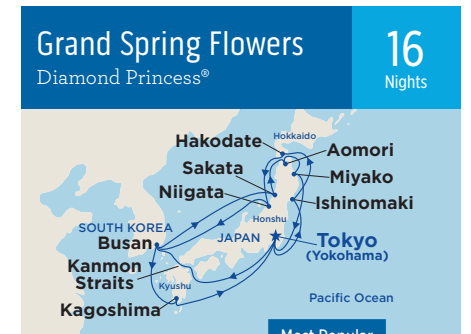 Grand Spring Flowers
Diamond Princess®
16
Nights
Hokkaido
Hakodate
Aomori
Sakata
Miyako
Niigata
Ishinomaki
Honshu
SOUTH KOREA
Busan
JAPAN
Tokyo
(Yokohama)
Kanmon
Straits
Kyushu
Kagoshima
Pacific Ocean
Most Popular